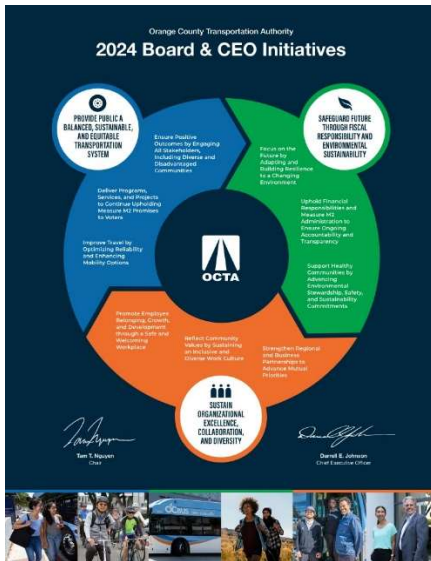 Orange County Transportation Authority
2024 Board & CEO Initiatives
PROVIDE PUBLIC A
BALANCED, SUSTAINABLE,
AND EQUITABLE
TRANSPORTATION
SYSTEM
Ensure Positive
Outcomes by Engaging
All Stakeholders,
Including Diverse and
Disadvantaged
Communities
Deliver Programs,
Services, and Projects
to Continue Upholding
Measure M2 Promises
to Voters
Improve Travel by
Optimizing Reliability
and Enhancing
Mobility Options
SAFEGUARD FUTURE
THROUGH FISCAL
RESPONSIBILITY AND
ENVIRONMENTAL
SUSTAINABILITY
Focus on the
Future by
Adapting and
Building Resilience
to a Changing
Environment
Uphold Financial
Responsibilities and
Measure M2
Administration to
Ensure Ongoing
Accountability and
Transparency
Support Healthy
Communities by
Advancing
Environmental
Stewardship, Safety,
and Sustainability
Commitments
OCTA
Promote Employee
Belonging, Growth,
and Development
through a Safe and
Welcoming
Workplace
Reflect Community
Values by Sustaining
an Inclusive and
Diverse Work Culture
Strengthen Regional
and Business
Partnerships to
Advance Mutual
Priorities
SUSTAIN
ORGANIZATIONAL
EXCELLENCE,
COLLABORATION,
AND DIVERSITY
Tam T. Nguyen
Chair
Darrell E. Johnson
Chief Executive Officer